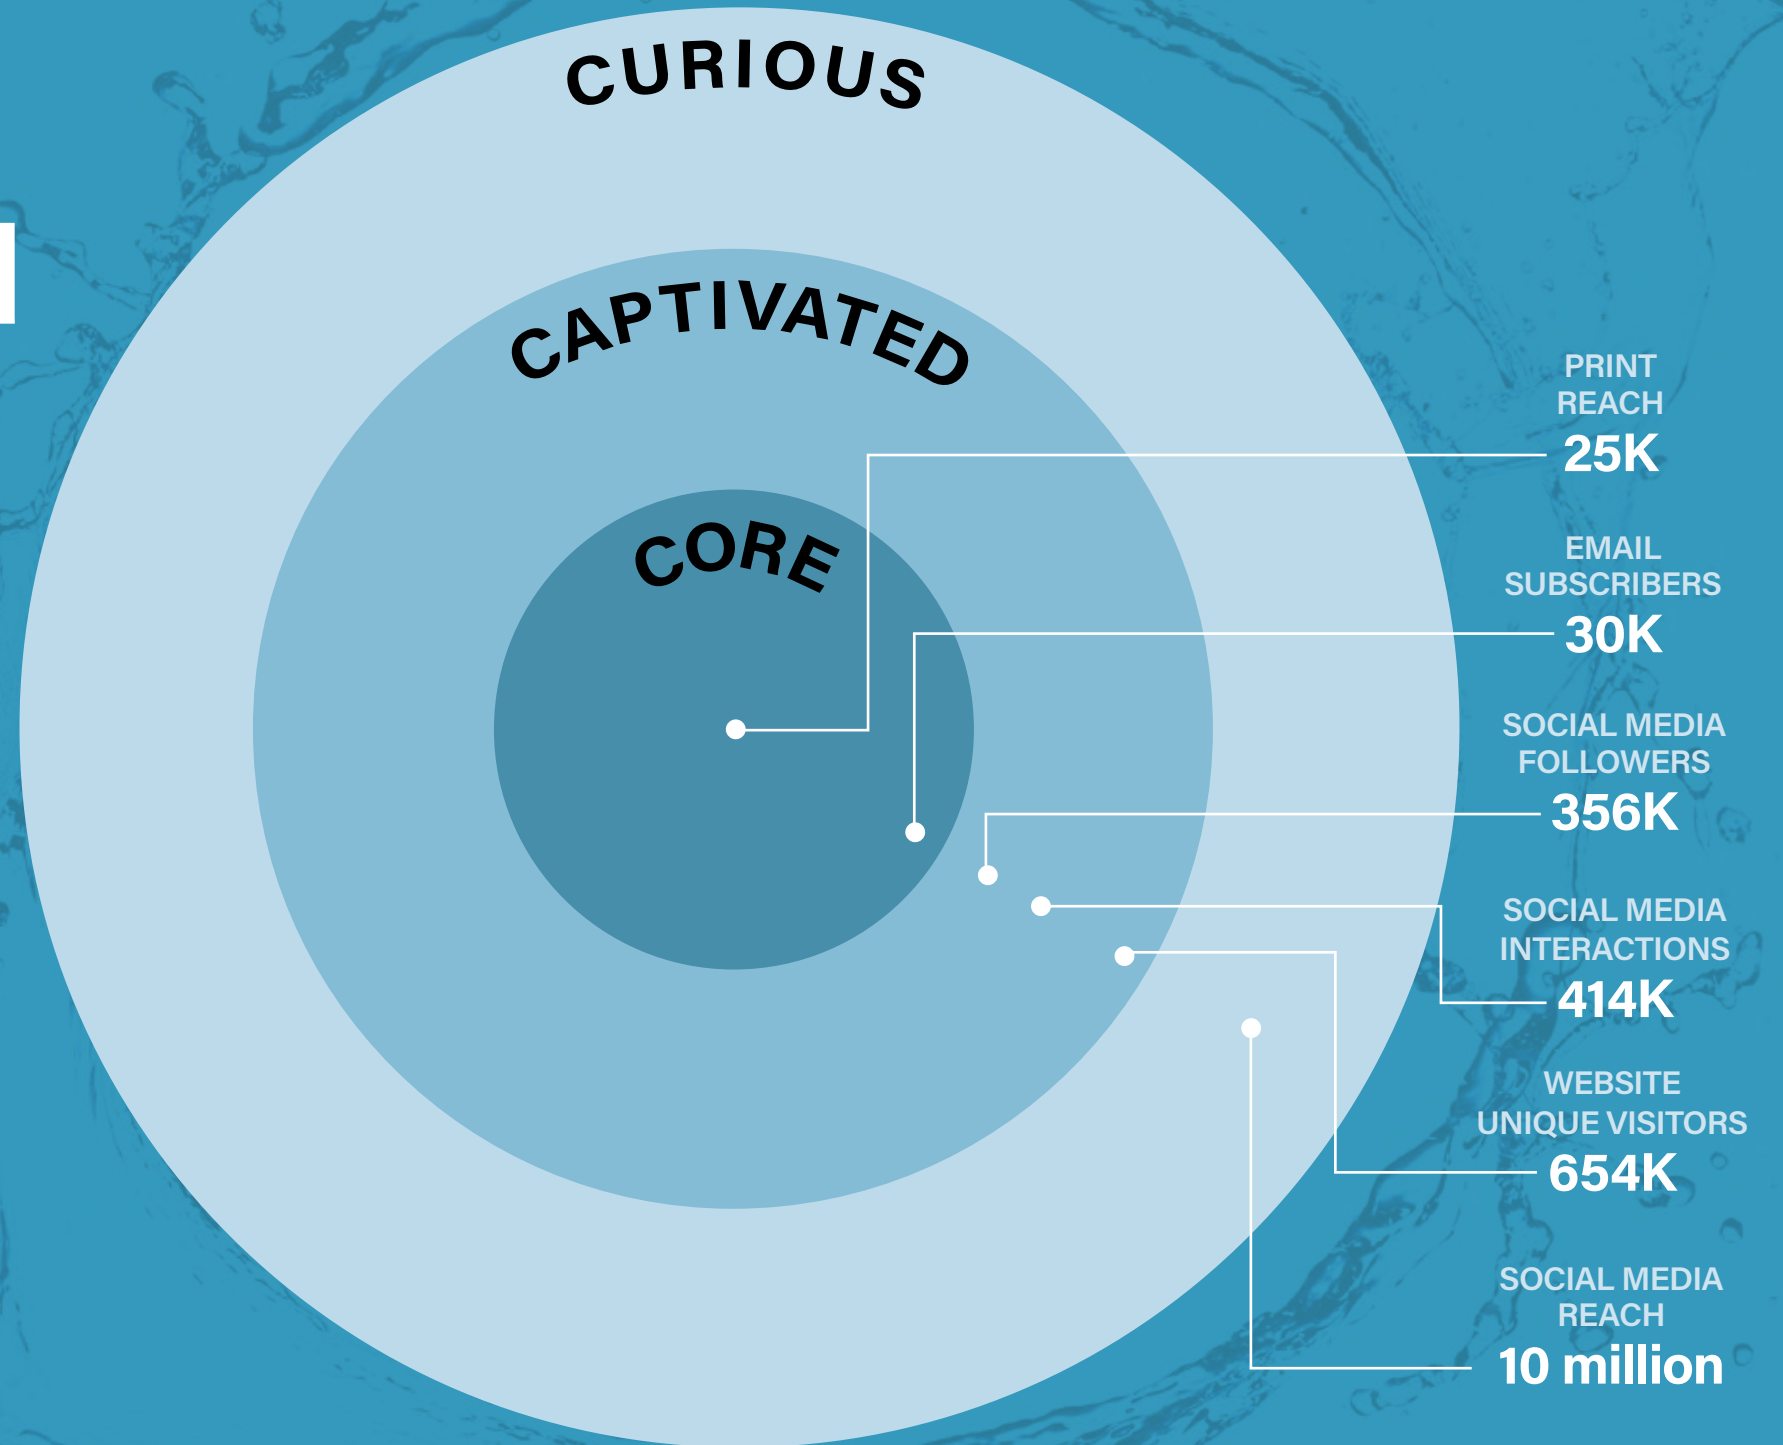 CURIOUS
CAPTIVATED
CORE
PRINT
REACH
25K
EMAIL
SUBSCRIBERS
30K
SOCIAL MEDIA
FOLLOWERS
356K
SOCIAL MEDIA
INTERACTIONS
414K
WEBSITE
UNIQUE VISITORS
654K
SOCIAL MEDIA
REACH
10 million